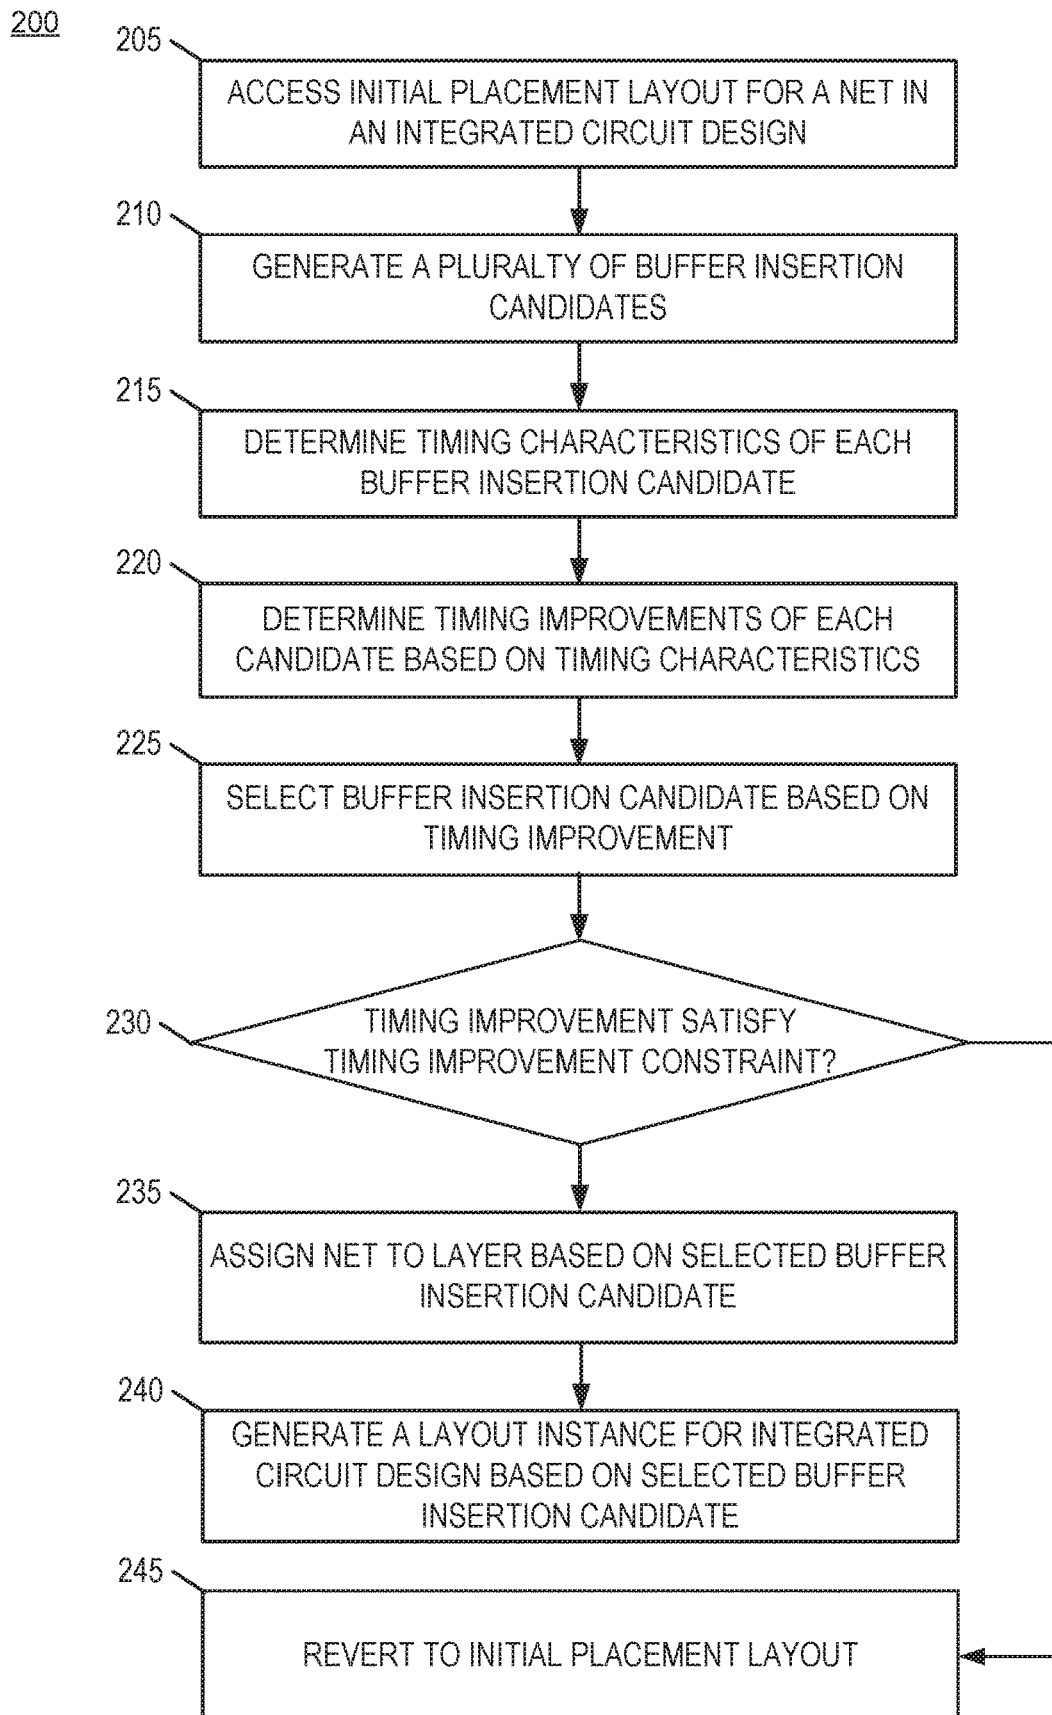 200
205
ACCESS INITIAL PLACEMENT LAYOUT FOR A NET IN
AN INTEGRATED CIRCUIT DESIGN
210
GENERATE A PLURALTY OF BUFFER INSERTION
CANDIDATES
215
DETERMINE TIMING CHARACTERISTICS OF EACH
BUFFER INSERTION CANDIDATE
220
DETERMINE TIMING IMPROVEMENTS OF EACH
CANDIDATE BASED ON TIMING CHARACTERISTICS
225
SELECT BUFFER INSERTION CANDIDATE BASED ON
TIMING IMPROVEMENT
230
TIMING IMPROVEMENT SATISFY
TIMING IMPROVEMENT CONSTRAINT?
235
ASSIGN NET TO LAYER BASED ON SELECTED BUFFER
INSERTION CANDIDATE
240
GENERATE A LAYOUT INSTANCE FOR INTEGRATED
CIRCUIT DESIGN BASED ON SELECTED BUFFER
INSERTION CANDIDATE
245
REVERT TO INITIAL PLACEMENT LAYOUT